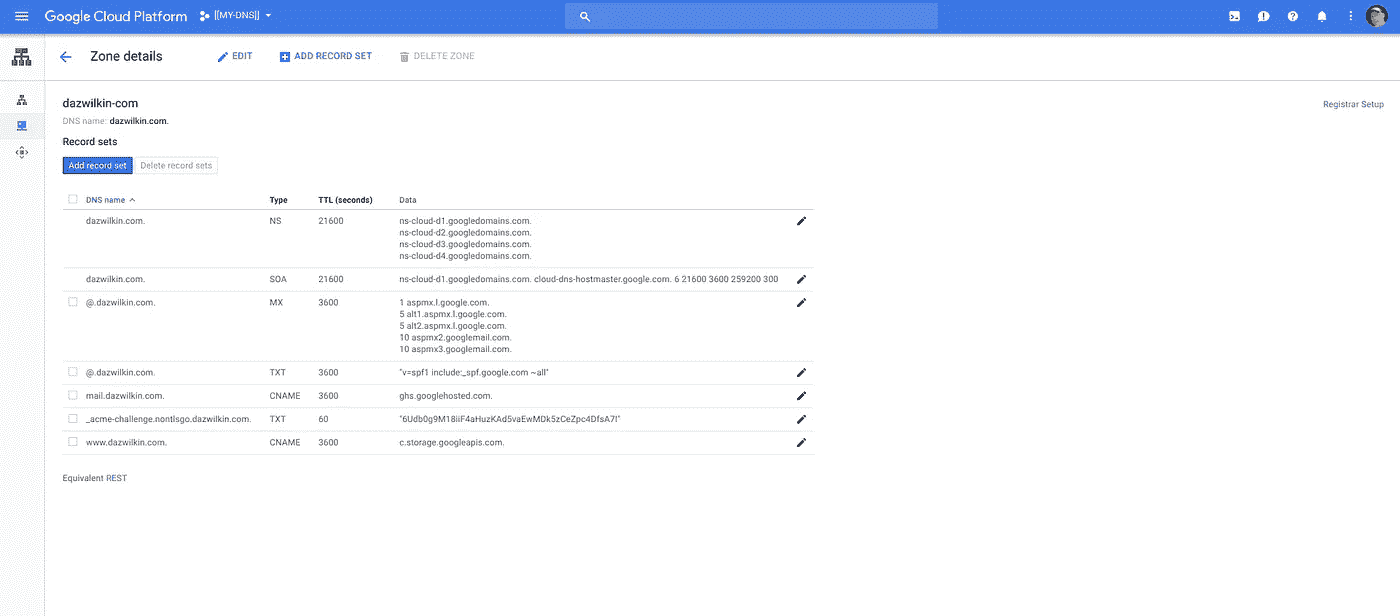 Google Cloud Platform [[MY-DNS]]
Zone details EDIT ADD RECORD SET DELETE ZONE
dazwilkin-com
Registrar Setup
DNS name: dazwilkin.com.
Record sets
Add record set Delete record sets
DNS name Type TTL (seconds) Data
dazwilkin.com. NS 21600 ns-cloud-d1.googledomains.com.
ns-cloud-d2.googledomains.com.
ns-cloud-d3.googledomains.com.
ns-cloud-d4.googledomains.com.
dazwilkin.com. SOA 21600 ns-cloud-d1.googledomains.com. cloud-dns-hostmaster.google.com. 6 21600 3600 259200 300
@.dazwilkin.com. MX 3600 1 aspmx.l.google.com.
5 alt1.aspmx.l.google.com.
5 alt2.aspmx.l.google.com.
10 aspmx2.googlemail.com.
10 aspmx3.googlemail.com.
@.dazwilkin.com. TXT 3600 "v=spf1 include:_spf.google.com ~all"
mail.dazwilkin.com. CNAME 3600 ghs.googlehosted.com.
_acme-challenge.nontlsgo.dazwilkin.com. TXT 60
www.dazwilkin.com. CNAME 3600 c.storage.googleapis.com.
Equivalent REST